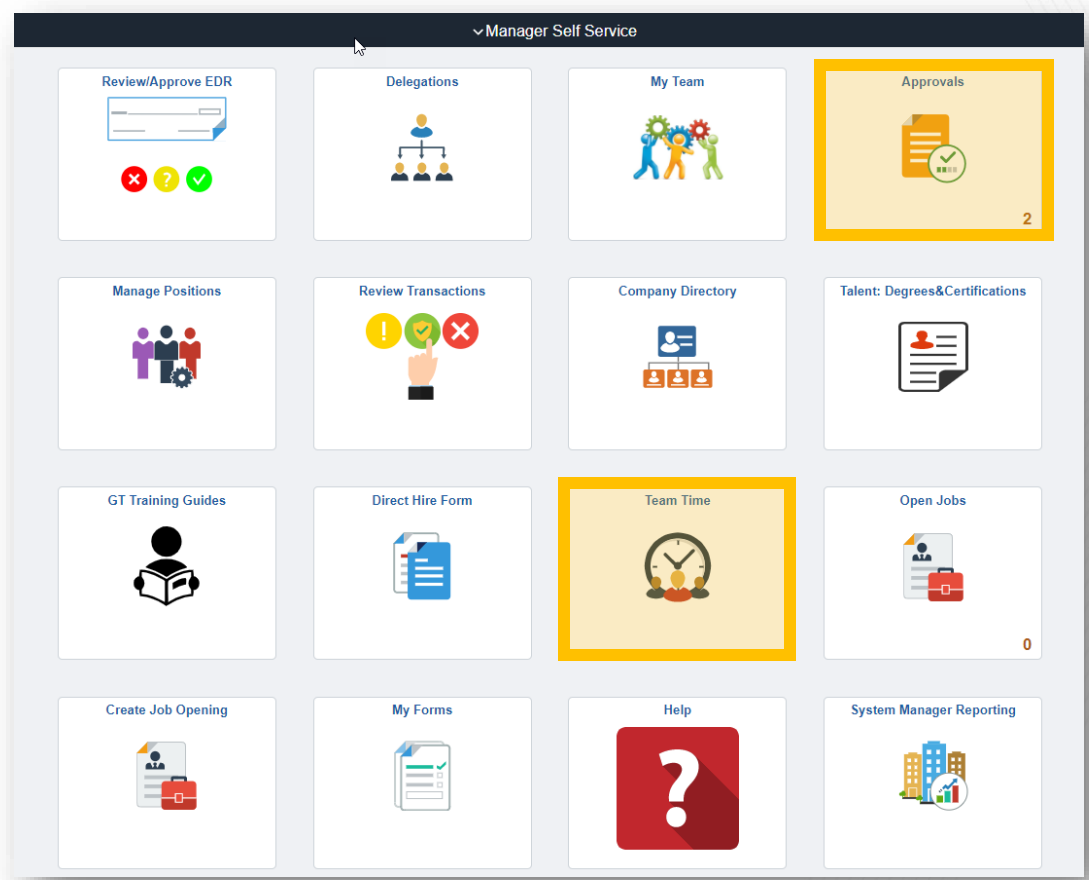 Manager Self Service
Review/Approve EDR
Delegations
My Team
Approvals
?
2
Manage Positions
Review Transactions
Company Directory
Talent: Degrees&Certifications
!
GT Training Guides
Direct Hire Form
Team Time
Open Jobs
0
Create Job Opening
My Forms
Help
System Manager Reporting
?